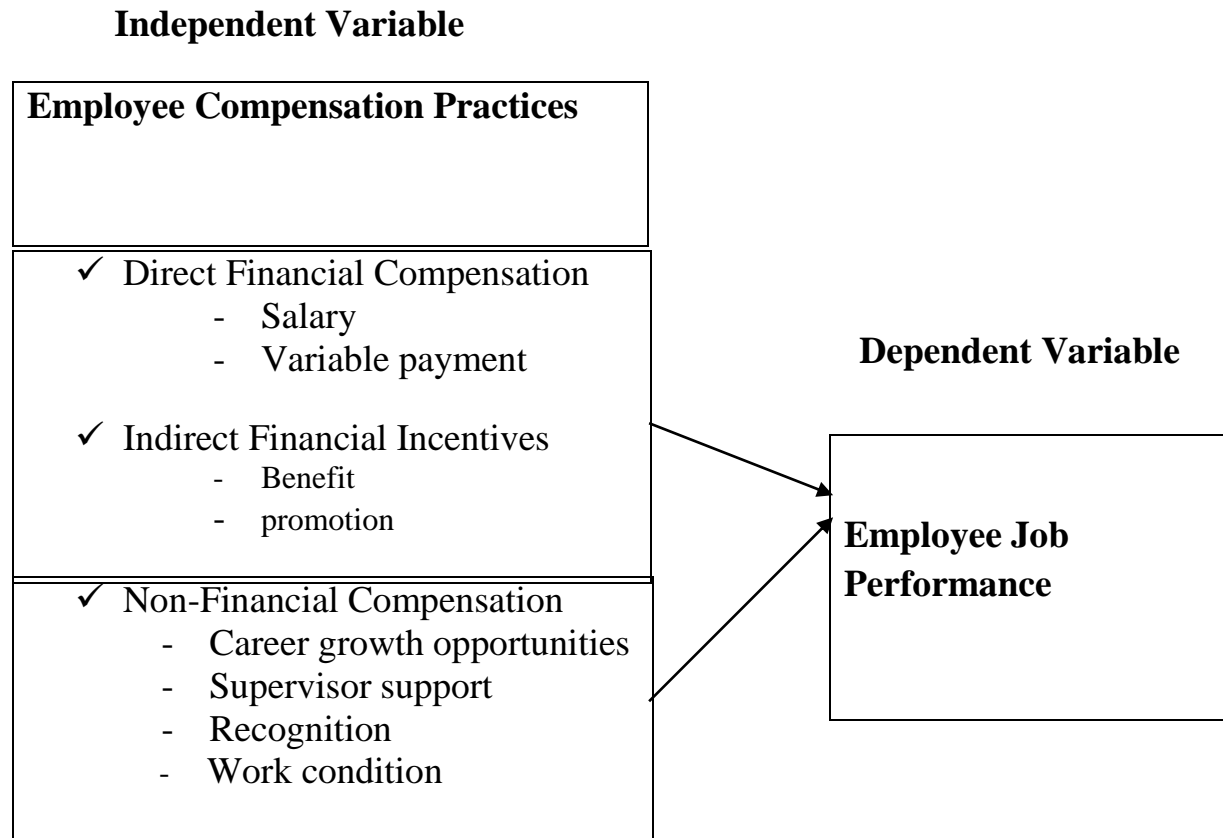 Independent Variable
Employee Compensation Practices
✓ Direct Financial Compensation
- Salary
- Variable payment
✓ Indirect Financial Incentives
- Benefit
- promotion
✓ Non-Financial Compensation
- Career growth opportunities
- Supervisor support
- Recognition
- Work condition
Dependent Variable
Employee Job
Performance